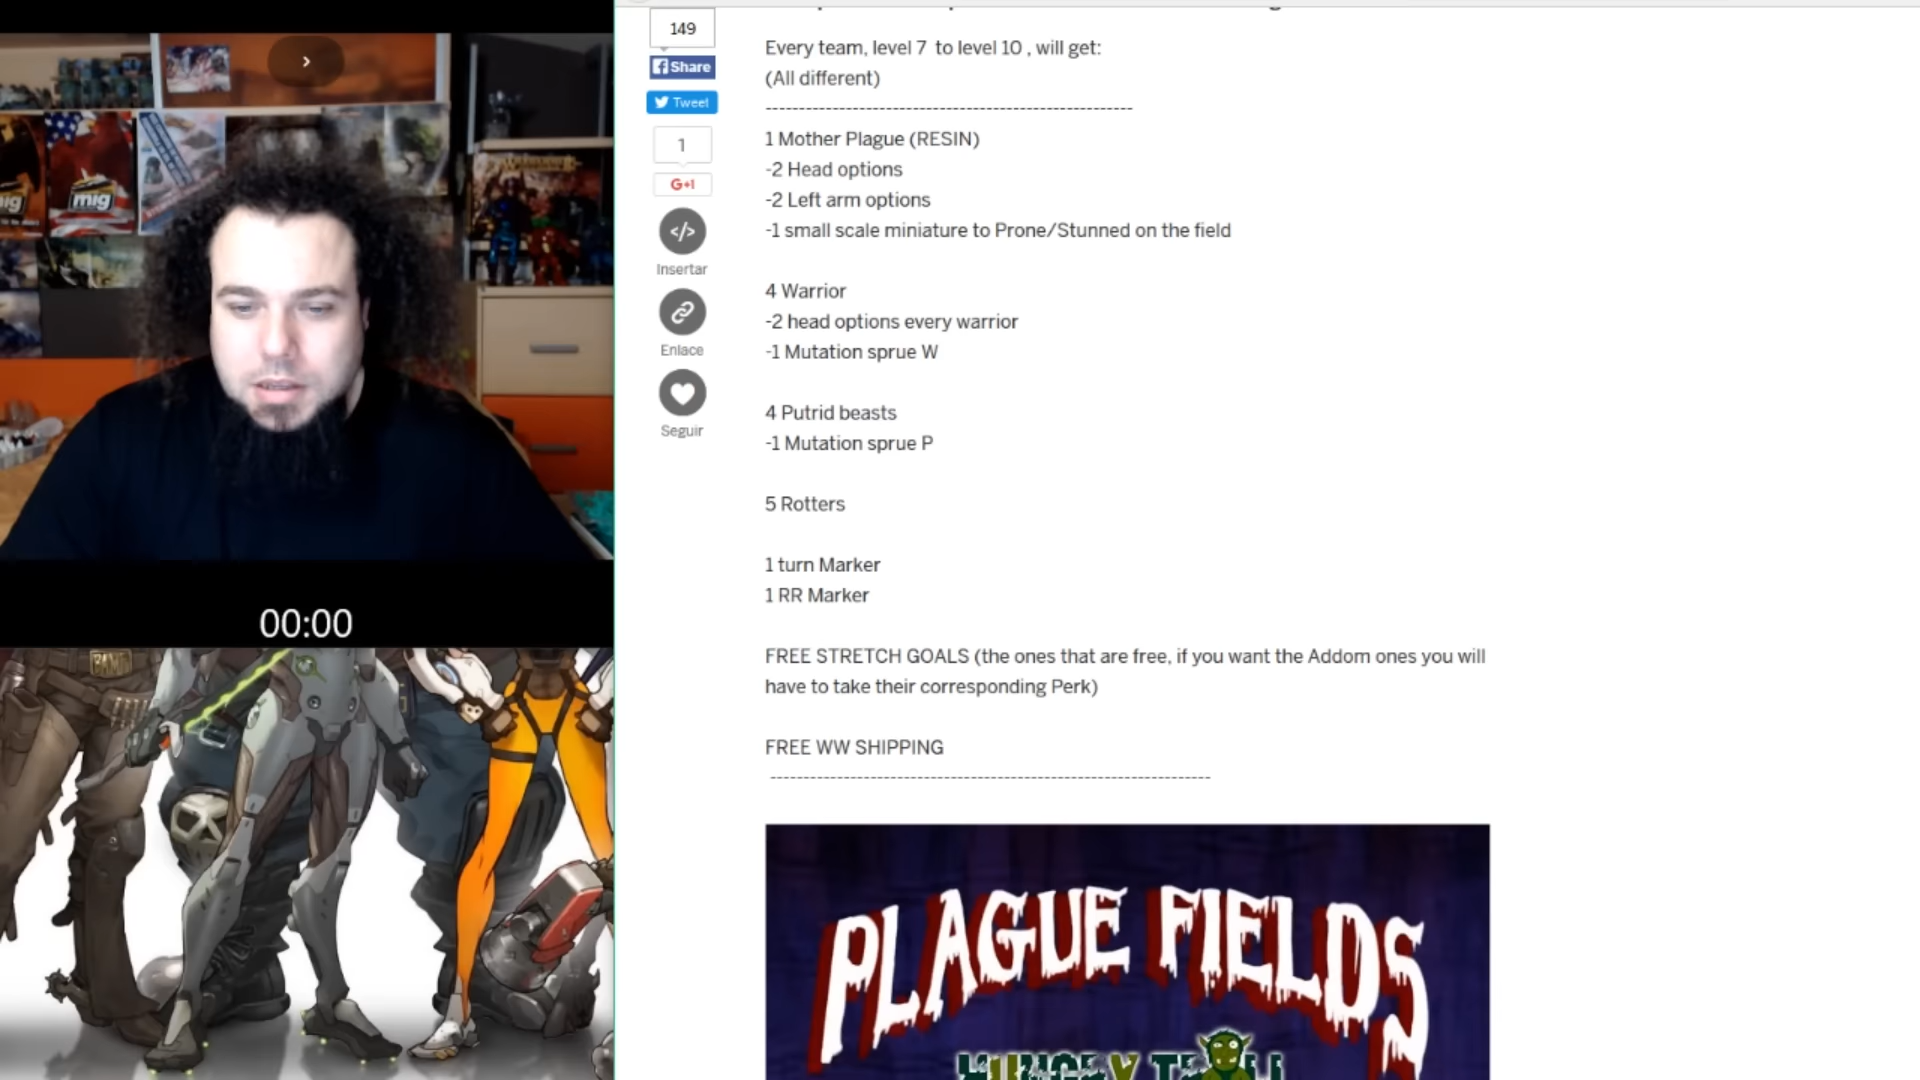 149
Share
Tweet
1
G+1
Insertar
Enlace
Seguir
mig
00:00
Every team, level 7 to level 10 , will get:
(All different)
-------------------------------------------------------
1 Mother Plague (RESIN)
-2 Head options
-2 Left arm options
-1 small scale miniature to Prone/Stunned on the field
4 Warrior
-2 head options every warrior
-1 Mutation sprue W
4 Putrid beasts
-1 Mutation sprue P
5 Rotters
1 turn Marker
1 RR Marker
FREE STRETCH GOALS (the ones that are free, if you want the Addom ones you will
have to take their corresponding Perk)
FREE WW SHIPPING
------------------------------------------------------------------
PLAGUE FIELDS
HUNGRY TROLL